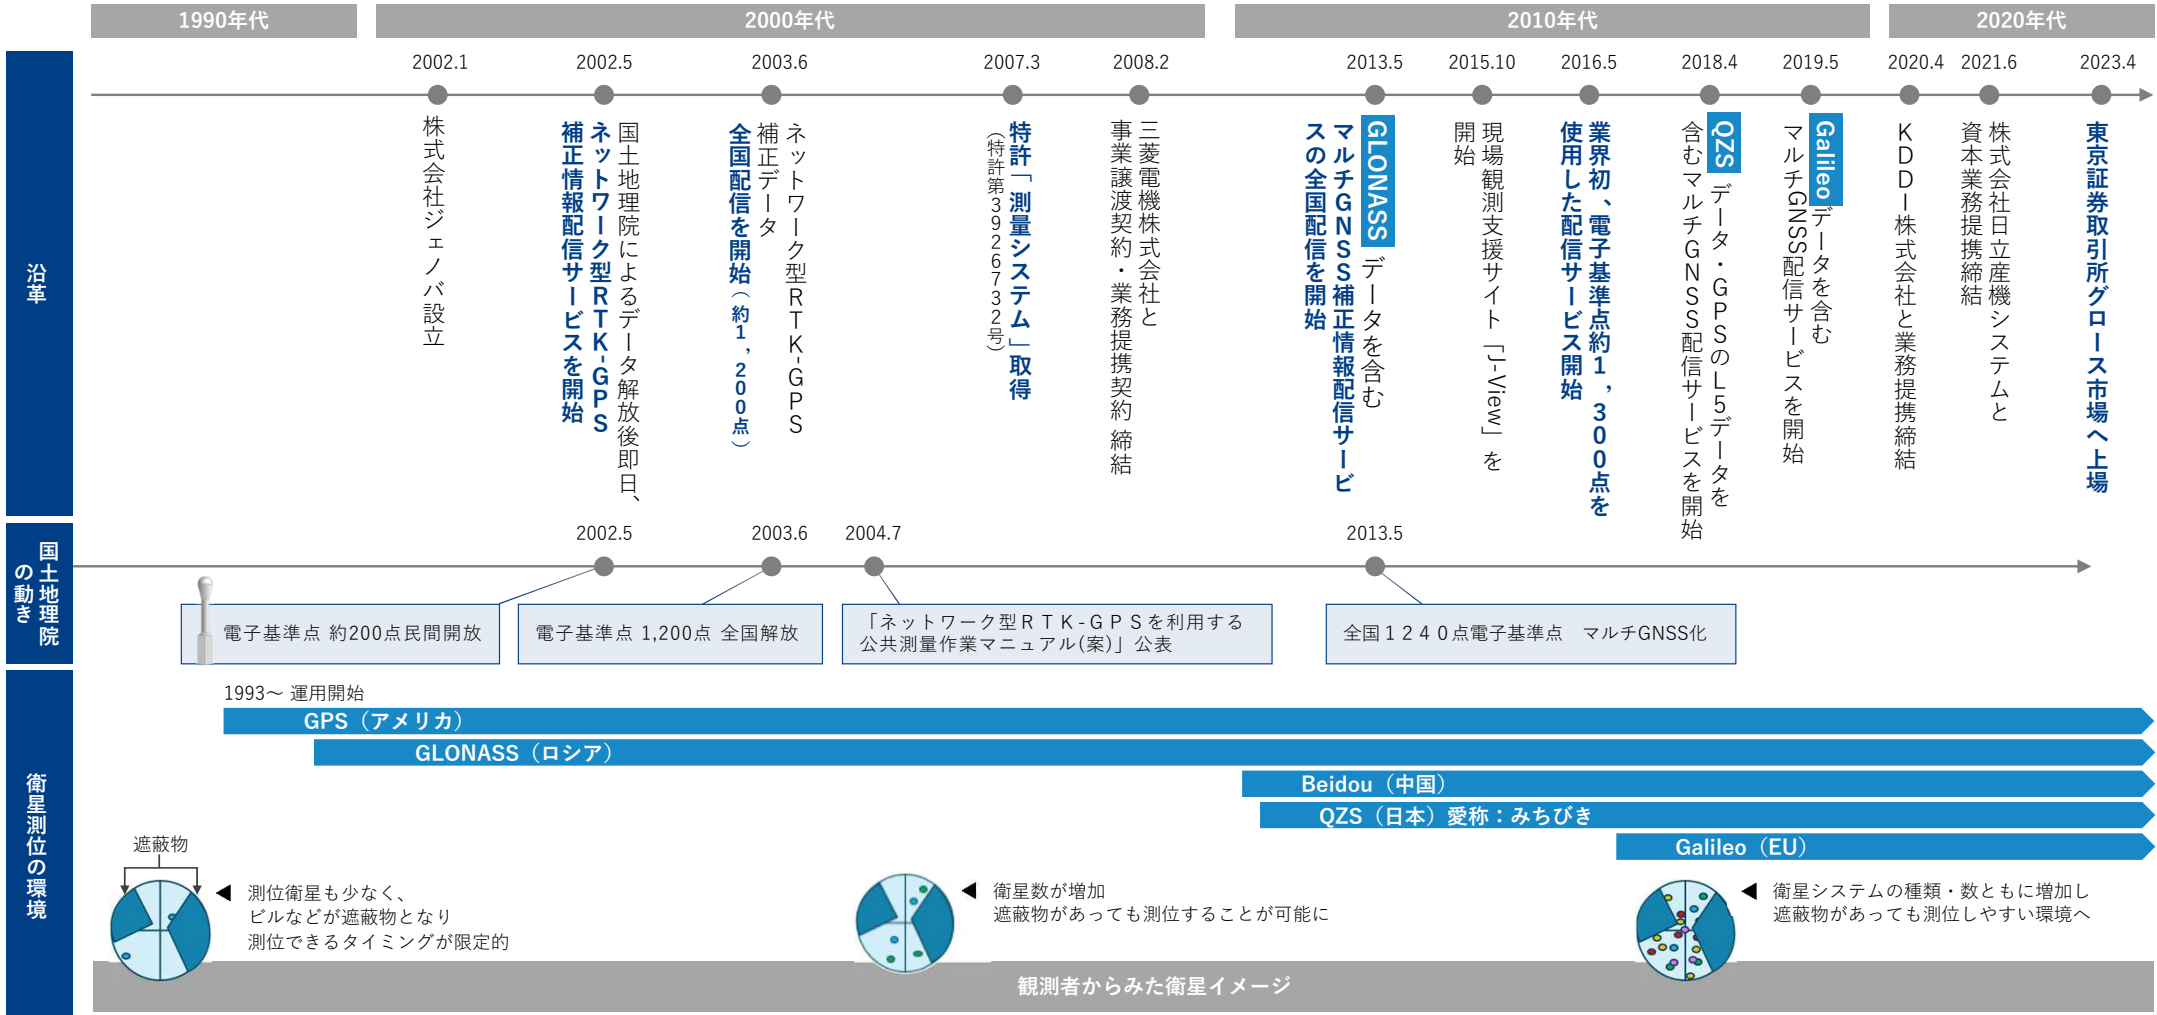 1990年代
2000年代
2010年代
2020年代
沿革
2002.1
株式会社ジェノバ設立
2002.5
国土地理院によるデータ解放後即日、
ネットワーク型RTK-GPS
補正情報配信サービスを開始
2003.6
ネットワーク型RTK-GPS
補正データ
全国配信を開始（約1,200点）
2007.3
特許「測量システム」取得
（特許第3926732号）
2008.2
三菱電機株式会社と
事業譲渡契約・業務提携契約 締結
2013.5
GLONASS データを含む
マルチGNSS補正情報配信サービ
スの全国配信を開始
2015.10
現場観測支援サイト「J-View」を
開始
2016.5
業界初、電子基準点約1,300点を
使用した配信サービス開始
2018.4
QZS データ・GPSのL5データを
含むマルチGNSS配信サービスを開始
2019.5
Galileo データを含む
マルチGNSS配信サービスを開始
2020.4
KDDI株式会社と業務提携締結
2021.6
株式会社日立産機システムと
資本業務提携締結
2023.4
東京証券取引所グロース市場へ上場
国土地理院
の動き
2002.5
2003.6
2004.7
2013.5
電子基準点 約200点民間開放
電子基準点 1,200点 全国解放
「ネットワーク型ＲＴＫ-ＧＰＳを利用する
公共測量作業マニュアル(案)」公表
全国１２４０点電子基準点　マルチGNSS化
衛星測位の環境
1993～ 運用開始
GPS（アメリカ）
GLONASS（ロシア）
Beidou（中国）
QZS（日本）愛称：みちびき
Galileo（EU）
遮蔽物
◀ 測位衛星も少なく、
ビルなどが遮蔽物となり
測位できるタイミングが限定的
◀ 衛星数が増加
遮蔽物があっても測位することが可能に
◀ 衛星システムの種類・数ともに増加し
遮蔽物があっても測位しやすい環境へ
観測者からみた衛星イメージ